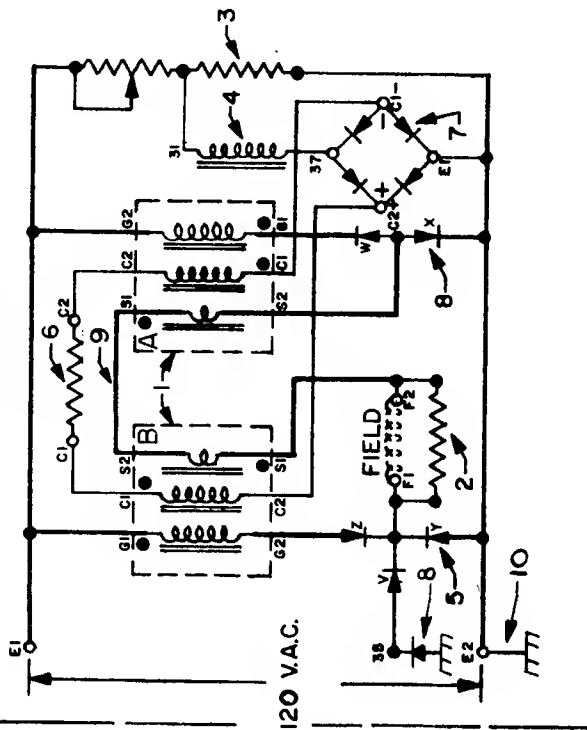 3
4
31
37
C1-
-
7
+
C2+
E1
G2
G1
C2
C1
S1
S2
A
W
X
8
6
C2
C1
9
1
B
S2
S1
C1
C2
G1
G2
FIELD
F1
F2
2
Z
Y
5
V
38
8
E1
120 V.A.C.
E2
10